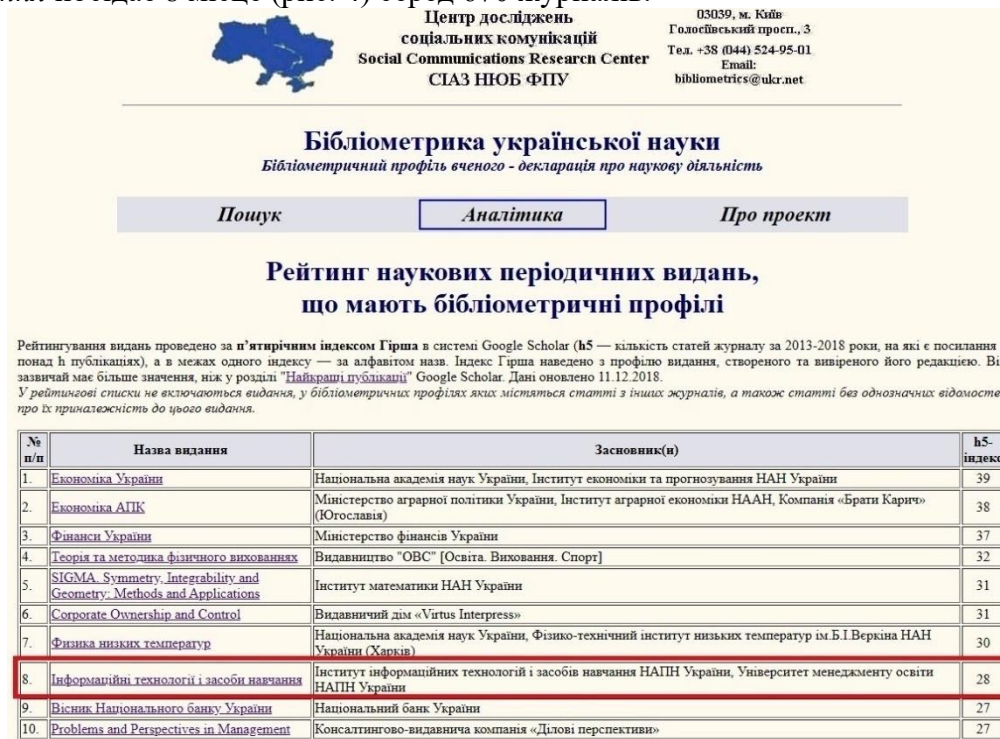 посідає 8 місце (рис. 4) серед 870 журналів.
Центр досліджень
соціальних комунікацій
Social Communications Research Center
СІАЗ НЮБ ФПУ
03039, м. Київ
Голосіївський просп., 3
Тел. +38 (044) 524-95-01
Email:
bibliometrics@ukr.net
Бібліометрика української науки
Бібліометричний профіль вченого - декларація про наукову діяльність
Пошук Аналітика Про проект
Рейтинг наукових періодичних видань,
що мають бібліометричні профілі
Рейтингування видань проведено за п’ятирічним індексом Гірша в системі Google Scholar (h5 — кількість статей журналу за 2013-2018 роки, на які є посилання
понад h публікаціях), а в межах одного індексу — за алфавітом назв. Індекс Гірша наведено з профілю видання, створеного та вивіреного його редакцією. Ві
зазвичай має більше значення, ніж у розділі "Найкращі публікації" Google Scholar. Дані оновлено 11.12.2018.
У рейтингові списки не включаються видання, у бібліометричних профілях яких містяться статті з інших журналів, а також статті без однозначних відомосте
про їх приналежність до цього видання.
№ п/п Назва видання Засновник(и) h5-індекс
1. Економіка України Національна академія наук України, Інститут економіки та прогнозування НАН України 39
2. Економіка АПК Міністерство аграрної політики України, Інститут аграрної економіки НААН, Компанія «Брати Карич»
(Югославія) 38
3. Фінанси України Міністерство фінансів України 37
4. Теорія та методика фізичного вихованнях Видавництво "ОВС" [Освіта. Виховання. Спорт] 32
5. SIGMA. Symmetry, Integrability and
Geometry: Methods and Applications Інститут математики НАН України 31
6. Corporate Ownership and Control Видавничий дім «Virtus Interpress» 31
7. Физика низких температур Національна академія наук України, Фізико-технічний інститут низьких температур ім.Б.І.Вєркіна НАН
України (Харків) 30
8. Інформаційні технології і засоби навчання Інститут інформаційних технологій і засобів навчання НАПН України, Університет менеджменту освіти
НАПН України 28
9. Вісник Національного банку України Національний банк України 27
10. Problems and Perspectives in Management Консалтингово-видавнича компанія «Ділові перспективи» 27